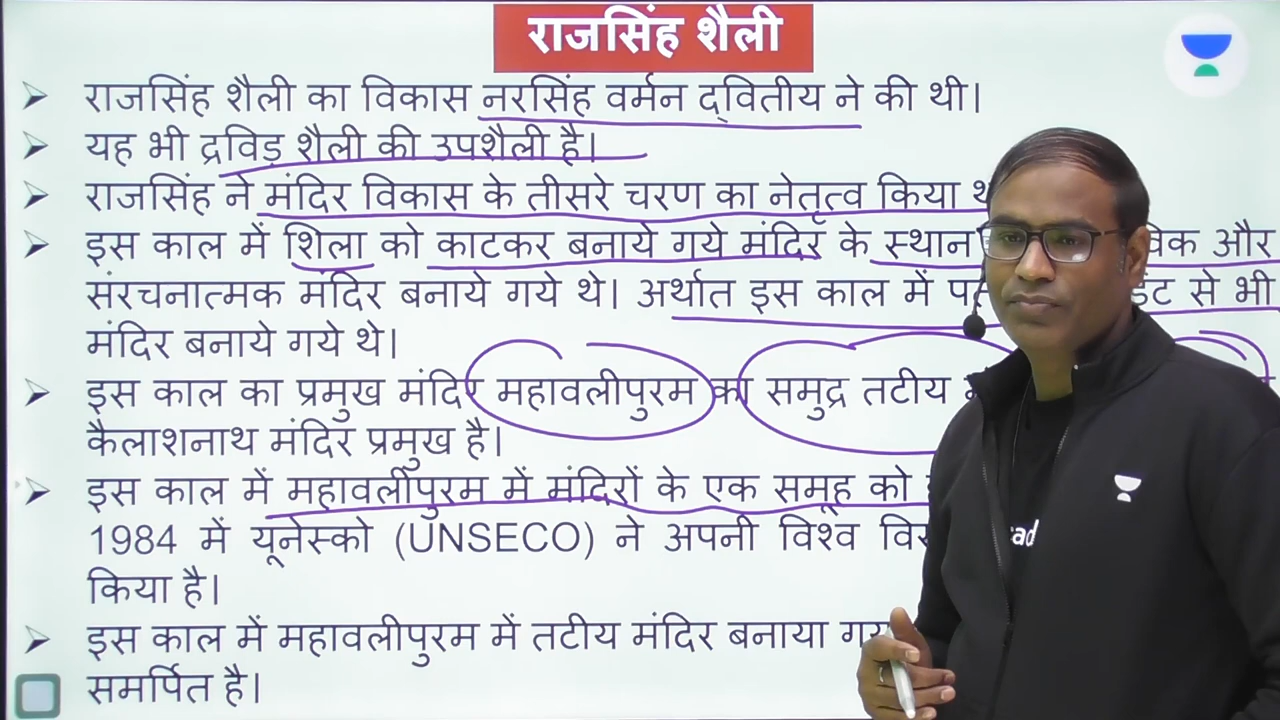 राजसिंह शैली
राजसिंह शैली का विकास नरसिंह वर्मन द्वितीय ने की थी।
यह भी द्रविड़ शैली की उपशैली है।
राजसिंह ने मंदिर विकास के तीसरे चरण का नेतृत्व किया
इस काल में शिला को काटकर बनाये गये मंदिर के स्थान और
संरचनात्मक मंदिर बनाये गये थे। अर्थात इस काल में से भी
मंदिर बनाये गये थे।
इस काल का प्रमुख मंदिर महावलीपुरम का समुद्र तटीय
कैलाशनाथ मंदिर प्रमुख है।
इस काल में महावलीपुरम में मंदिरों के एक समूह को
1984 में यूनेस्को (UNSECO) ने अपनी विश्व
किया है।
इस काल में महावलीपुरम में तटीय मंदिर बनाया
समर्पित है।